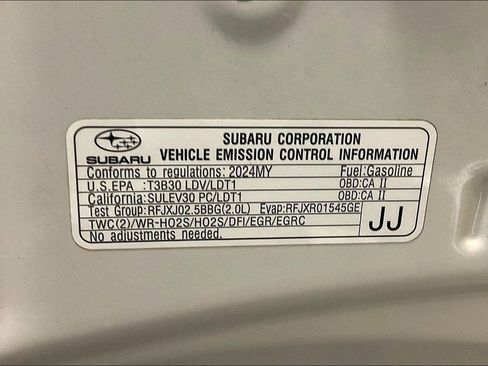 SUBARU CORPORATION
SUBARU VEHICLE EMISSION CONTROL INFORMATION
Conforms to regulations: 2024MY Fuel:Gasoline
U.S.EPA :T3B30 LDV/LDT1 OBD:CA II
California:SULEV30 PC/LDT1 OBD:CA II
Test Group:RFJXJ02.5BBG(2.0L) Evap:RFJXR01545GE
TWC(2)/WR-HO2S/HO2S/DFI/EGR/EGRC
No adjustments needed.
JJ